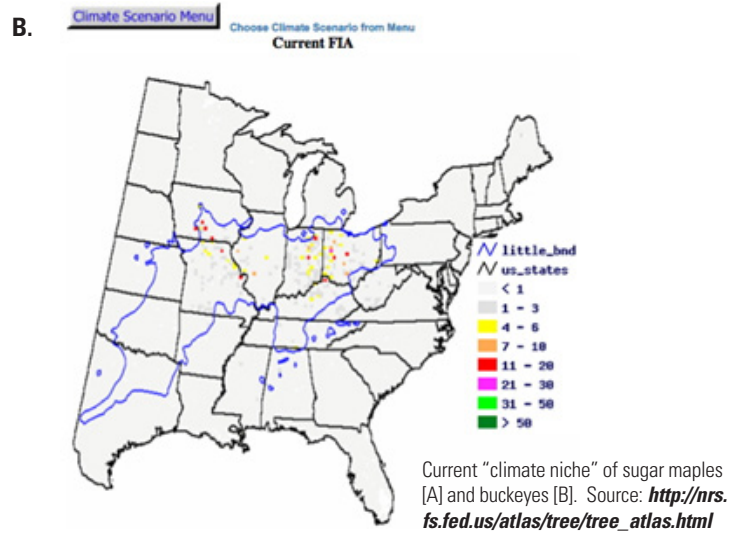 B.
Climate Scenario Menu
Choose Climate Scenario from Menu
Current FIA
little_bnd
us_states
< 1
1 - 3
4 - 6
7 - 10
11 - 20
21 - 30
31 - 50
> 50
Current “climate niche” of sugar maples
[A] and buckeyes [B]. Source: http://nrs.
fs.fed.us/atlas/tree/tree_atlas.html